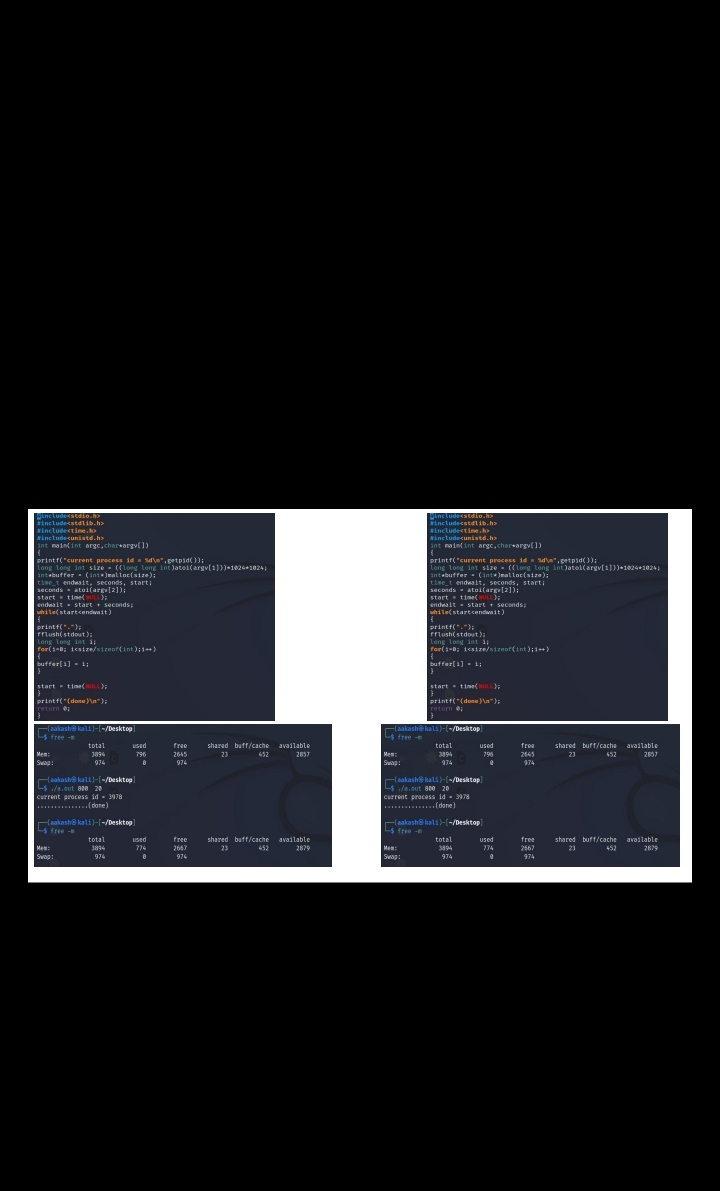 #include<stdio.h>
#include<stdlib.h>
#include<time.h>
#include<unistd.h>
int main(int argc,char*argv[])
{
printf("current process id = %d\n",getpid());
long long int size = ((long long int)atoi(argv[1]))*1024*1024;
int*buffer = (int*)malloc(size);
time_t endwait, seconds, start;
seconds = atoi(argv[2]);
start = time(NULL);
endwait = start + seconds;
while(start<endwait)
{
printf(".");
fflush(stdout);
long long int i;
for(i=0; i<size/sizeof(int);i++)
{
buffer[i] = i;
}
start = time(NULL);
}
printf("(done)\n");
return 0;
}
(aakash㉿kali)-[~/Desktop]
$ free -m
total used free shared buff/cache available
Mem: 3894 796 2645 23 452 2857
Swap: 974 0 974
(aakash㉿kali)-[~/Desktop]
$ ./a.out 800 20
current process id = 3978
...............(done)
(aakash㉿kali)-[~/Desktop]
$ free -m
total used free shared buff/cache available
Mem: 3894 774 2667 23 452 2879
Swap: 974 0 974
#include<stdio.h>
#include<stdlib.h>
#include<time.h>
#include<unistd.h>
int main(int argc,char*argv[])
{
printf("current process id = %d\n",getpid());
long long int size = ((long long int)atoi(argv[1]))*1024*1024;
int*buffer = (int*)malloc(size);
time_t endwait, seconds, start;
seconds = atoi(argv[2]);
start = time(NULL);
endwait = start + seconds;
while(start<endwait)
{
printf(".");
fflush(stdout);
long long int i;
for(i=0; i<size/sizeof(int);i++)
{
buffer[i] = i;
}
start = time(NULL);
}
printf("(done)\n");
return 0;
}
(aakash㉿kali)-[~/Desktop]
$ free -m
total used free shared buff/cache available
Mem: 3894 796 2645 23 452 2857
Swap: 974 0 974
(aakash㉿kali)-[~/Desktop]
$ ./a.out 800 20
current process id = 3978
...............(done)
(aakash㉿kali)-[~/Desktop]
$ free -m
total used free shared buff/cache available
Mem: 3894 774 2667 23 452 2879
Swap: 974 0 974